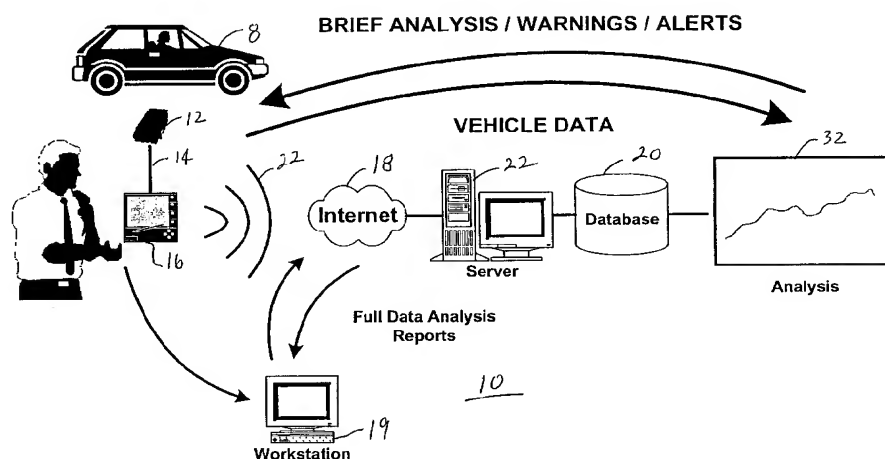 BRIEF ANALYSIS / WARNINGS / ALERTS
8
12
VEHICLE DATA
14
22
18
22
20
32
Internet
Database
16
Server
Analysis
Full Data Analysis
Reports
10
19
Workstation